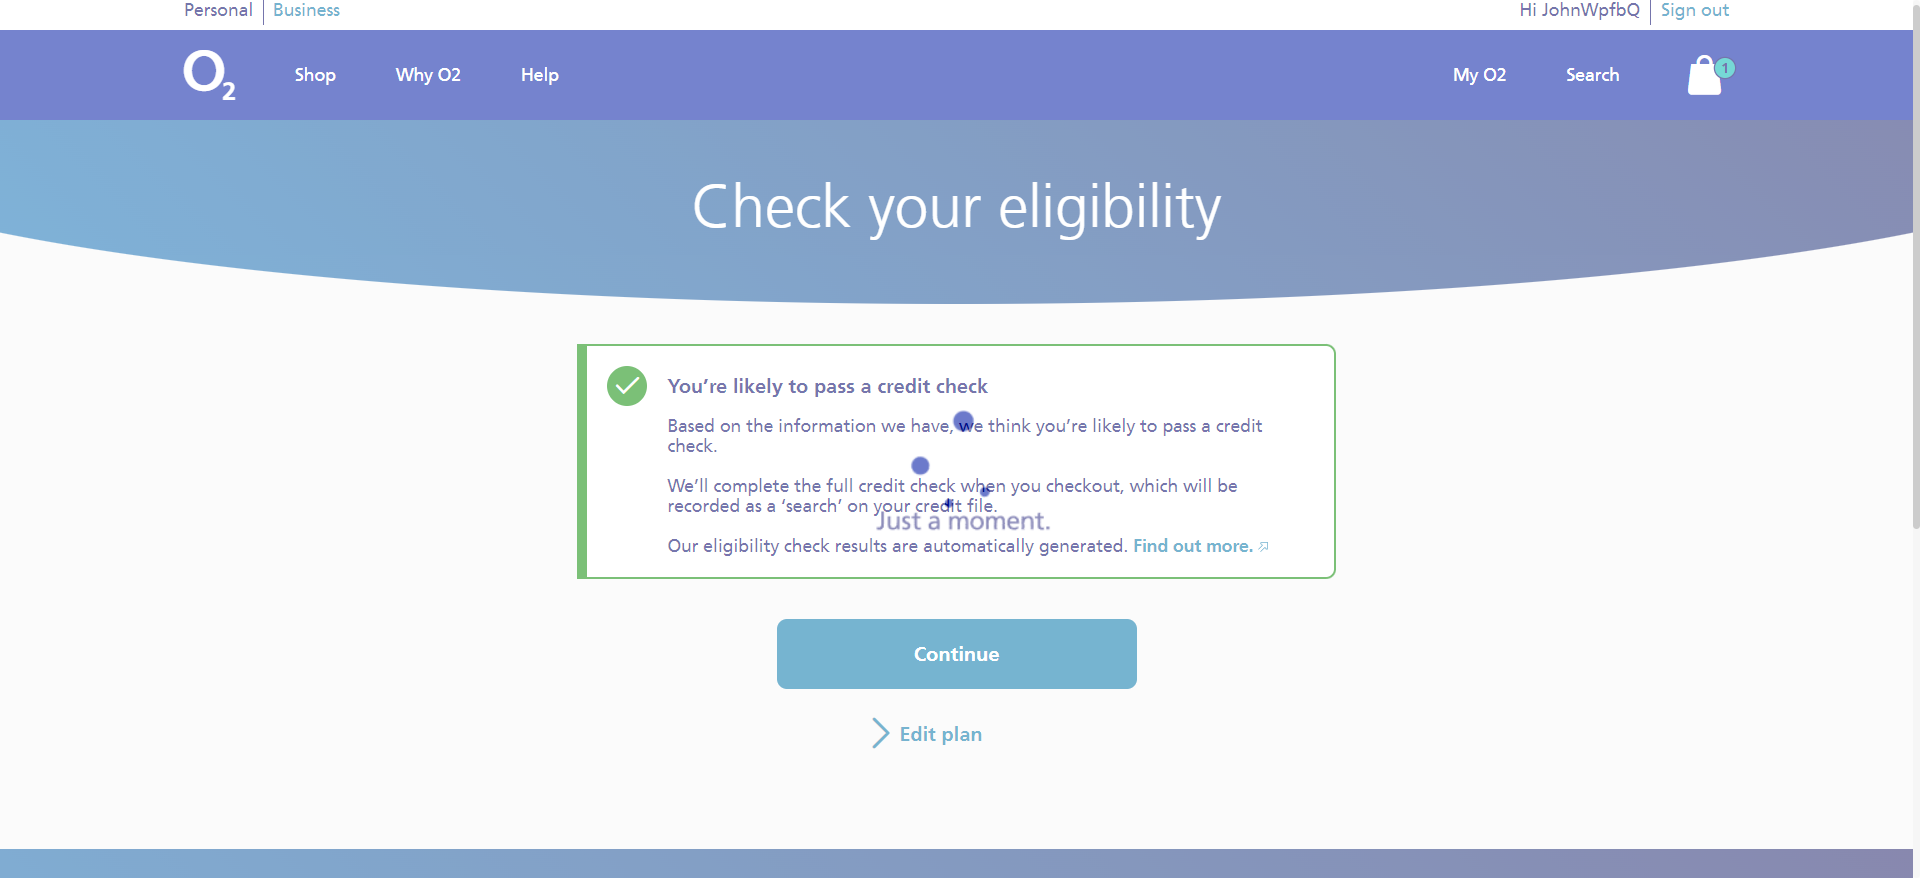 Personal Business Hi JohnWpfbQ Sign out
O2 Shop Why O2 Help My O2 Search 1
Check your eligibility
You’re likely to pass a credit check
Based on the information we have, we think you’re likely to pass a credit
check.
We’ll complete the full credit check when you checkout, which will be
recorded as a ‘search’ on your credit file.
Just a moment.
Our eligibility check results are automatically generated. Find out more.
Continue
Edit plan